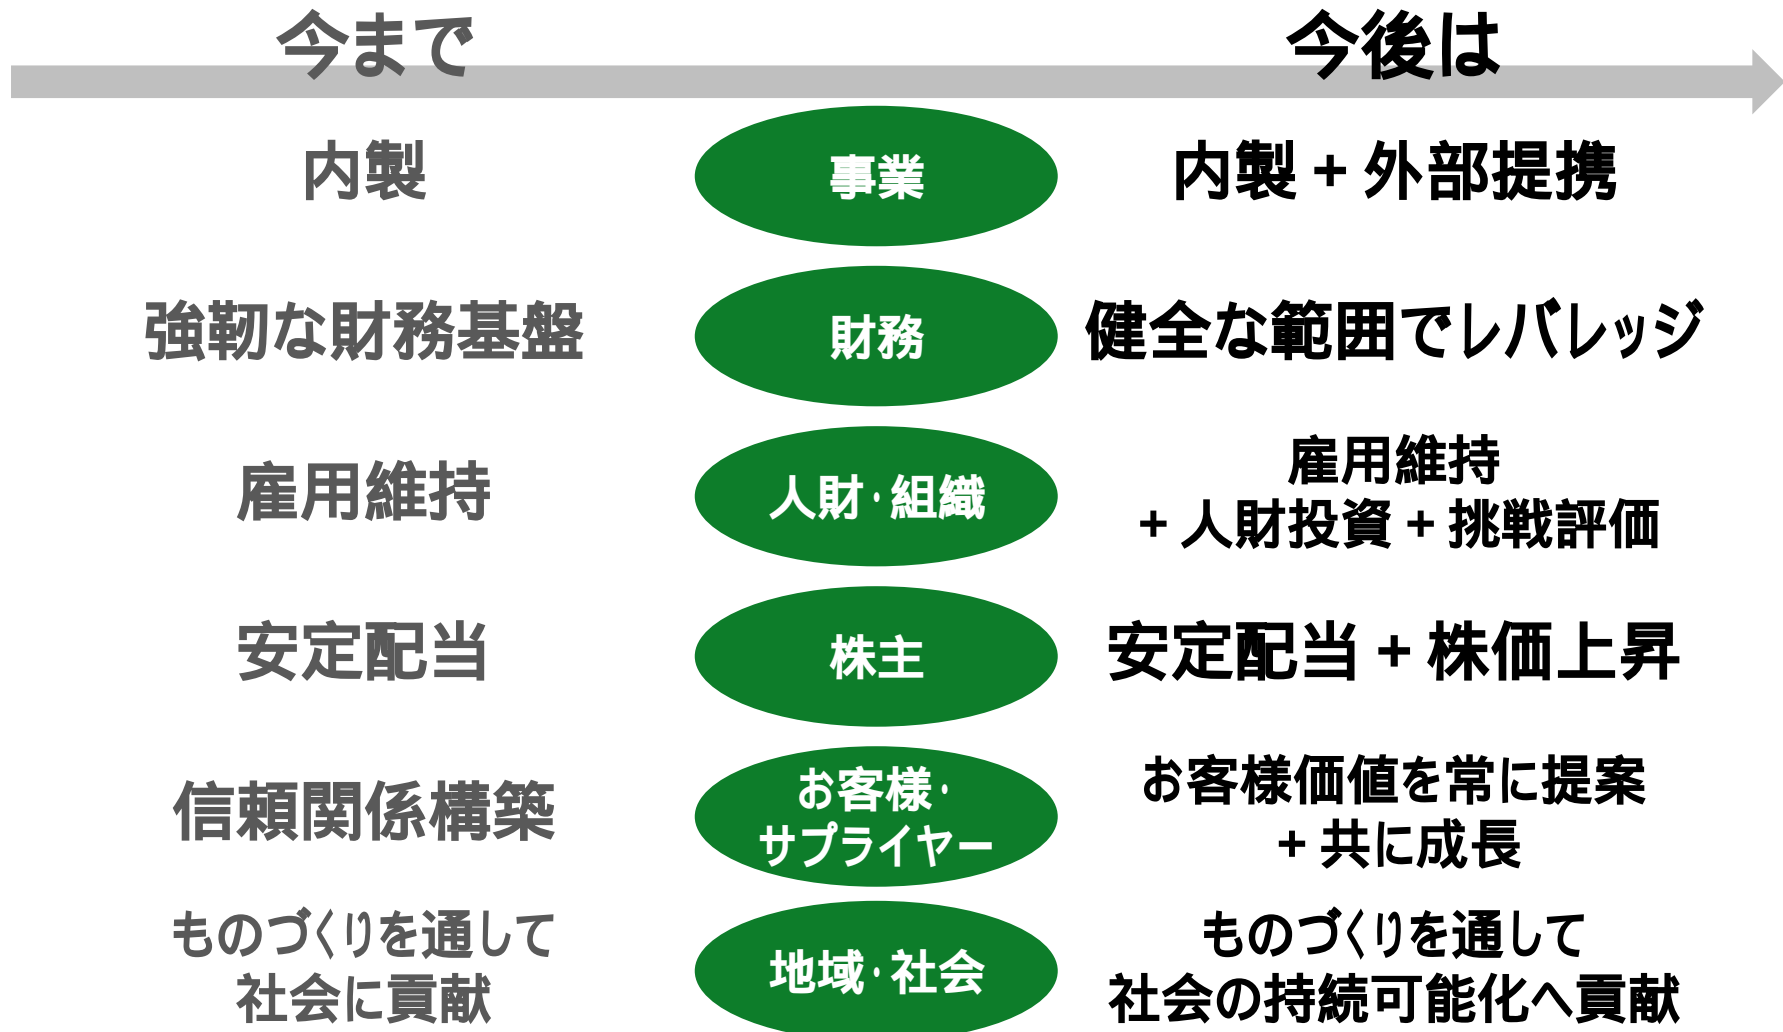 今まで
今後は
内製
事業
内製 + 外部提携
強靭な財務基盤
財務
健全な範囲でレバレッジ
雇用維持
人財・組織
雇用維持
+ 人財投資 + 挑戦評価
安定配当
株主
安定配当 + 株価上昇
信頼関係構築
お客様・
サプライヤー
お客様価値を常に提案
+ 共に成長
ものづくりを通して
社会に貢献
地域・社会
ものづくりを通して
社会の持続可能化へ貢献